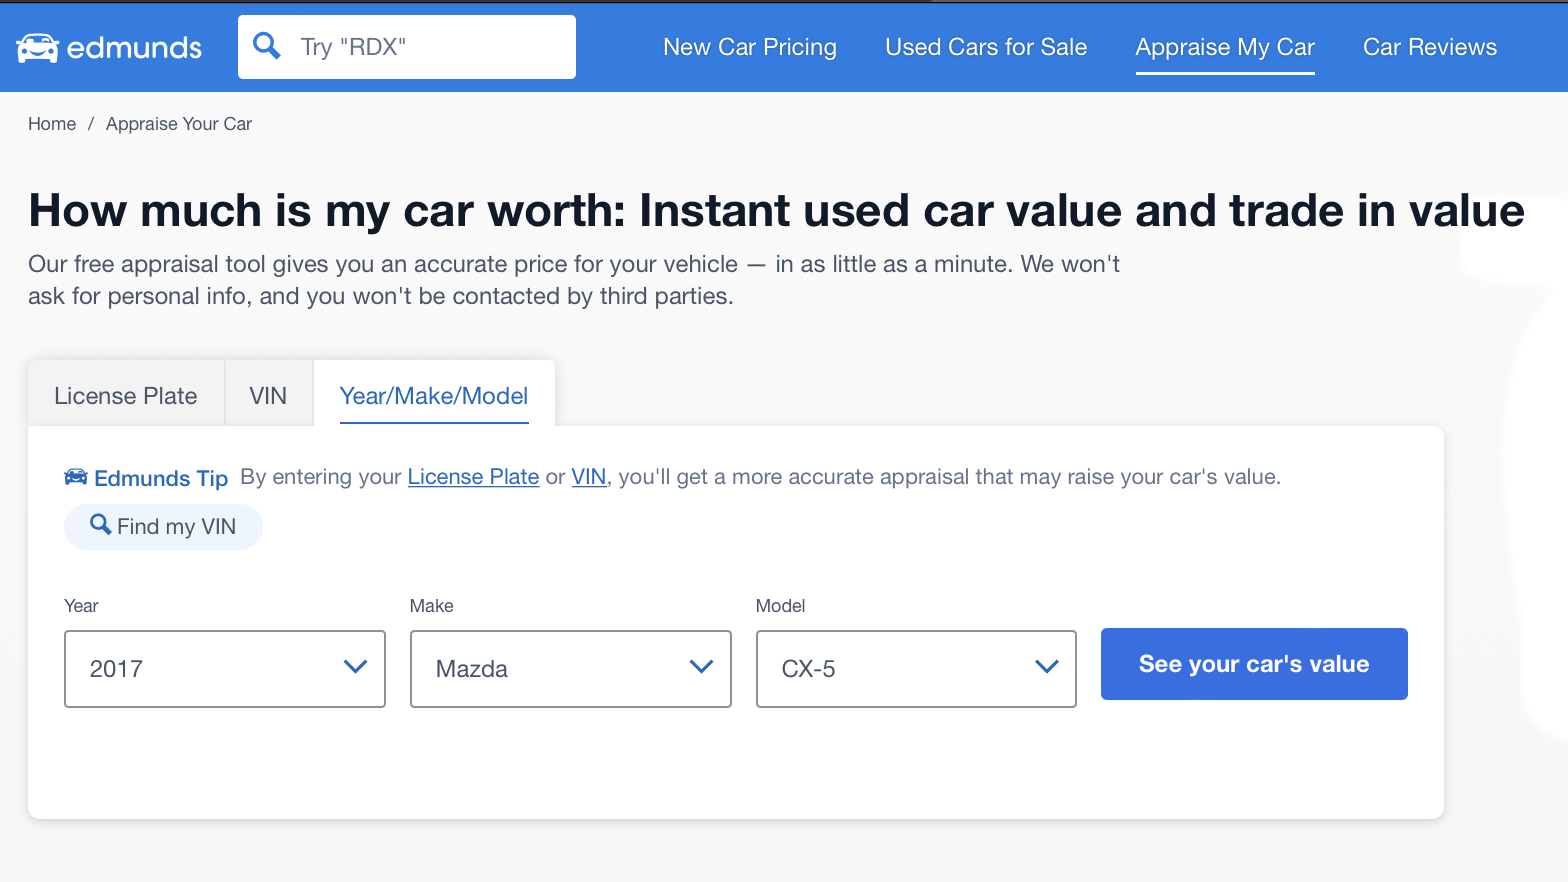 edmunds
Try "RDX"
New Car Pricing
Used Cars for Sale
Appraise My Car
Car Reviews
Home / Appraise Your Car
How much is my car worth: Instant used car value and trade in value
Our free appraisal tool gives you an accurate price for your vehicle — in as little as a minute. We won't
ask for personal info, and you won't be contacted by third parties.
License Plate
VIN
Year/Make/Model
Edmunds Tip By entering your License Plate or VIN, you'll get a more accurate appraisal that may raise your car's value.
Find my VIN
Year
Make
Model
2017
Mazda
CX-5
See your car's value